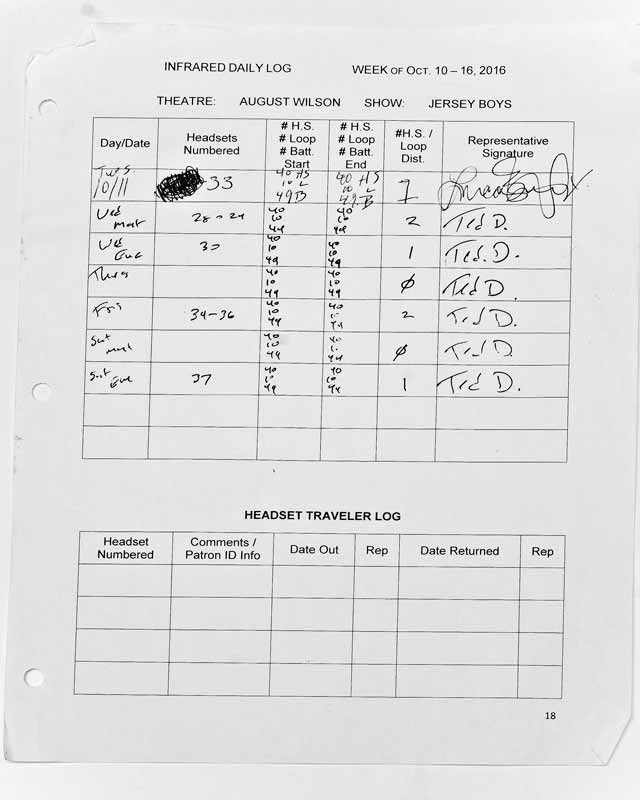 INFRARED DAILY LOG WEEK OF OCT. 10 – 16, 2016
THEATRE: AUGUST WILSON SHOW: JERSEY BOYS
Day/Date Headsets Numbered # H.S. # Loop # Batt. Start # H.S. # Loop # Batt. End #H.S. / Loop Dist. Representative Signature
Tues 40 HS 40 HS
10/11 33 10 L 10 L 1
49B 49B
Wed 40 40
mat 28 - 29 10 10 2 Ted D.
49 49
Wed 40 40
Eve 10 10 1 Ted. D.
49 49
Thurs 40 40
10 10 ∅ Ted D.
49 49
Fri 40 40
34-36 10 2 Ted D.
49 49
Sat 40 40
mat 10 ∅ Ted D.
49 49
Sat 40 40
Eve 37 10 10 1 Ted D.
49 49
HEADSET TRAVELER LOG
Headset Numbered Comments / Patron ID Info Date Out Rep Date Returned Rep
18